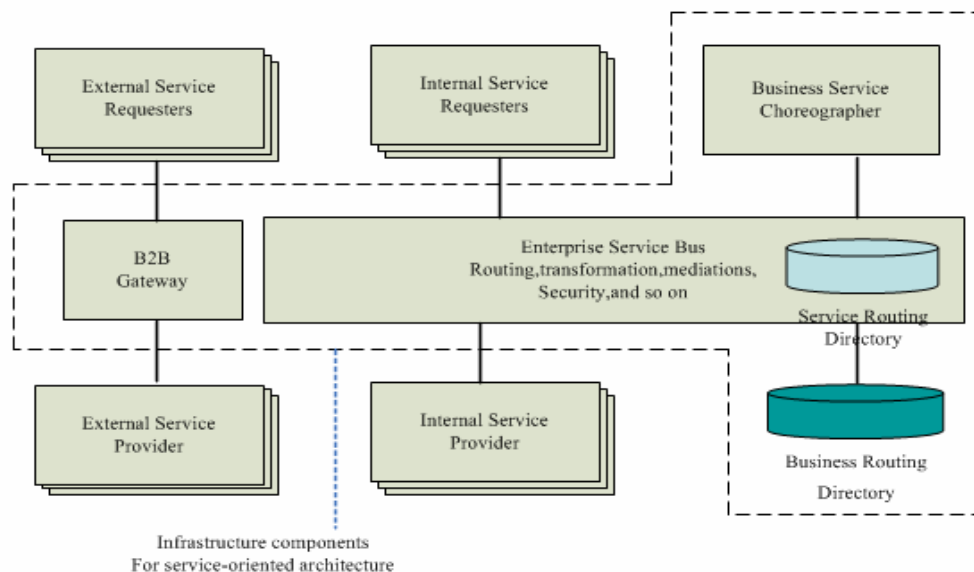 External Service
Requesters
Internal Service
Requesters
Business Service
Choreographer
B2B
Gateway
Enterprise Service Bus
Routing,transformation,mediations,
Security,and so on
Service Routing
Directory
External Service
Provider
Internal Service
Provider
Business Routing
Directory
Infrastructure components
For service-oriented architecture